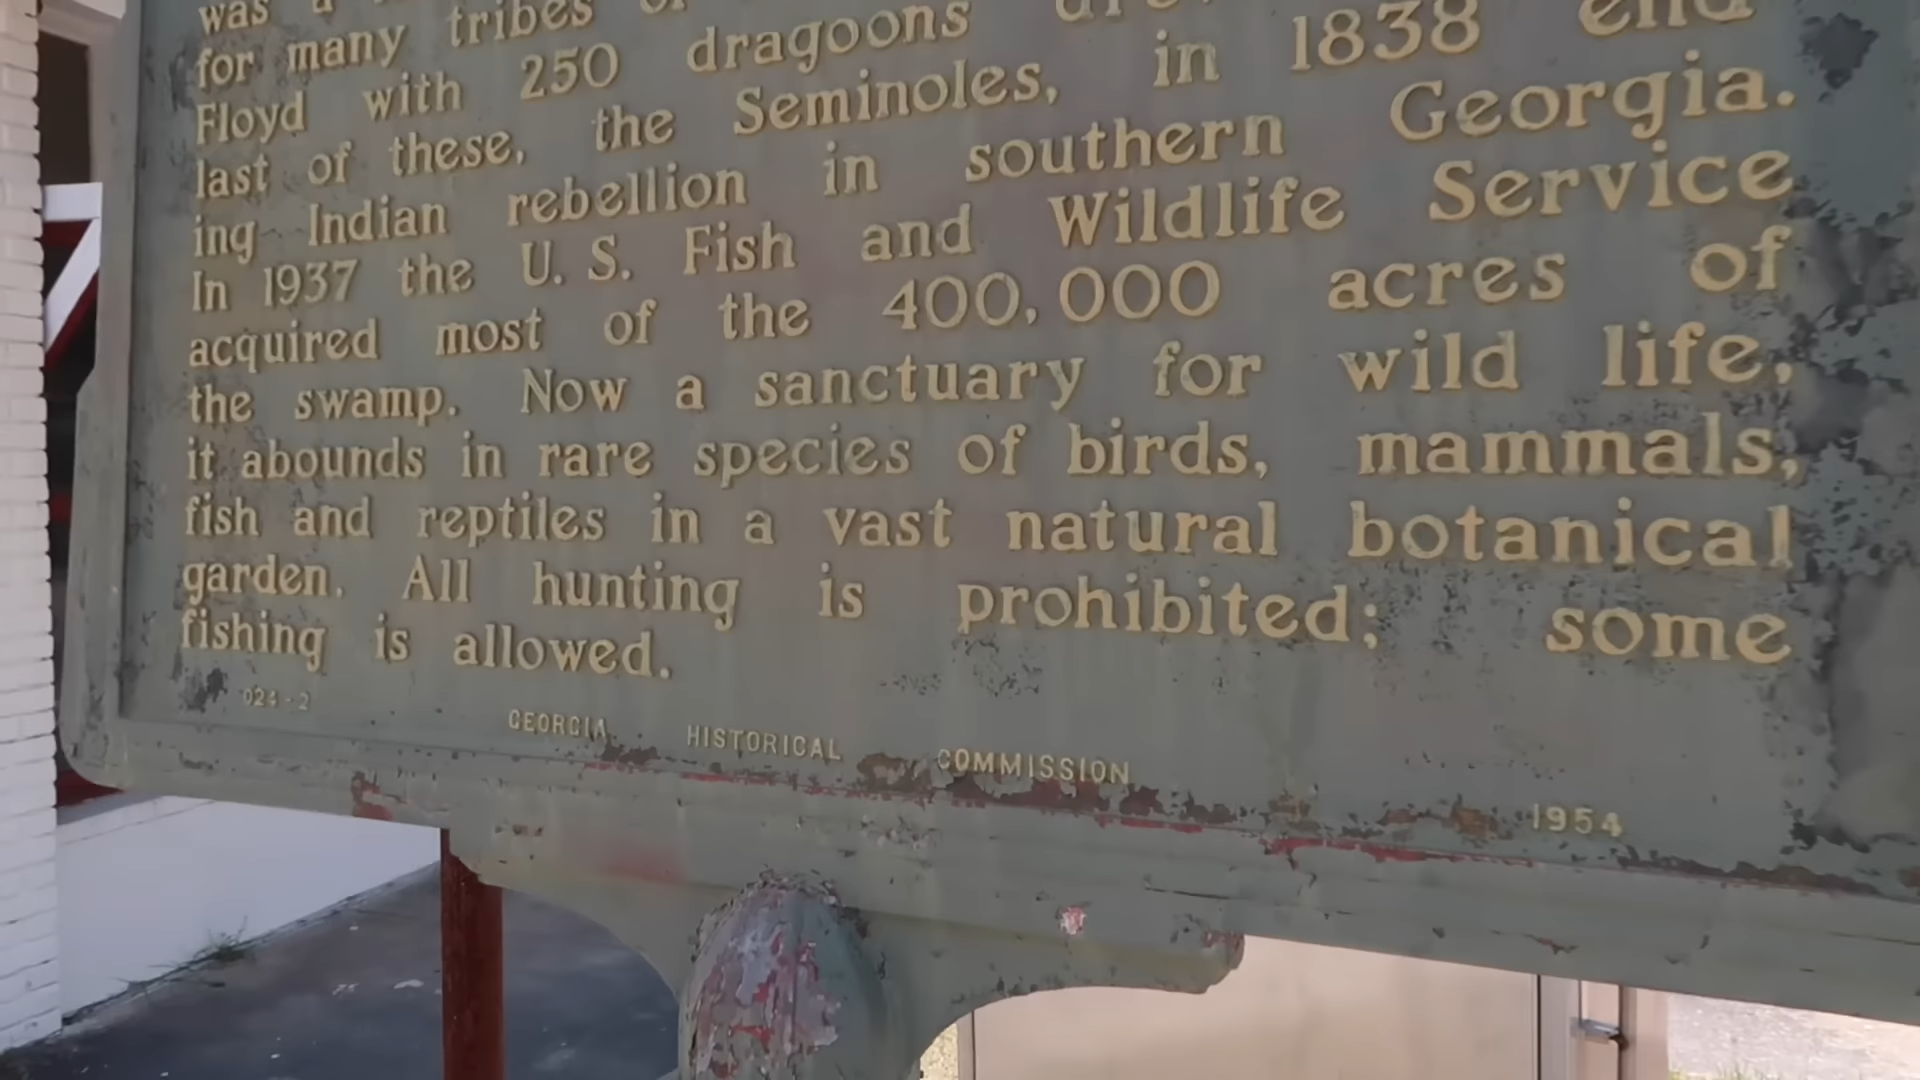 was a
for many tribes
Floyd with 250 dragoons
last of these, the Seminoles, in 1838 end
ing Indian rebellion in southern Georgia.
In 1937 the U. S. Fish and Wildlife Service
acquired most of the 400,000 acres of
the swamp. Now a sanctuary for wild life,
it abounds in rare species of birds, mammals,
fish and reptiles in a vast natural botanical
garden. All hunting is prohibited; some
fishing is allowed.
024-2 GEORGIA HISTORICAL COMMISSION 1954